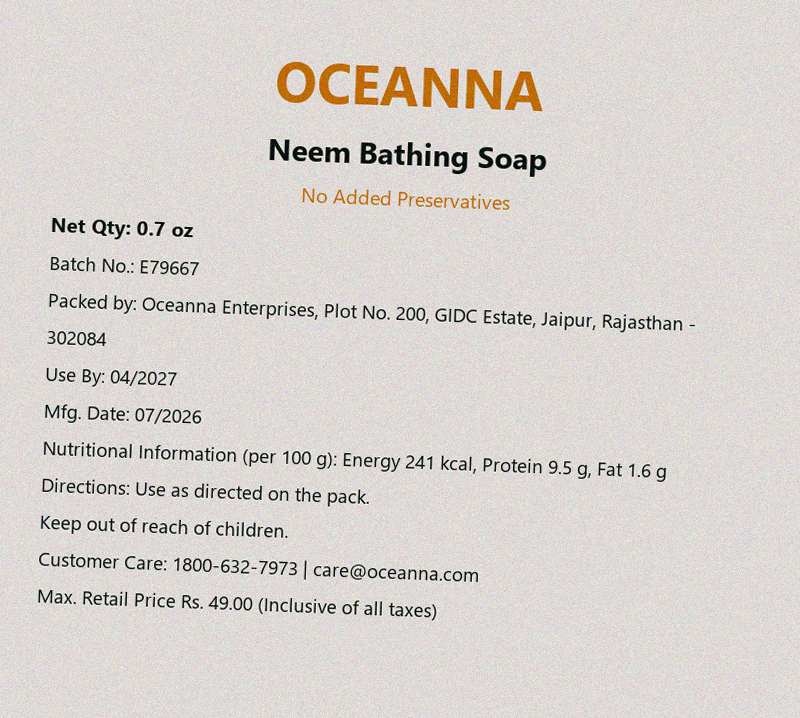 OCEANNA
Neem Bathing Soap
No Added Preservatives
Net Qty: 0.7 oz
Batch No.: E79667
Packed by: Oceanna Enterprises, Plot No. 200, GIDC Estate, Jaipur, Rajasthan -
302084
Use By: 04/2027
Mfg. Date: 07/2026
Nutritional Information (per 100 g): Energy 241 kcal, Protein 9.5 g, Fat 1.6 g
Directions: Use as directed on the pack.
Keep out of reach of children.
Customer Care: 1800-632-7973 | care@oceanna.com
Max. Retail Price Rs. 49.00 (Inclusive of all taxes)